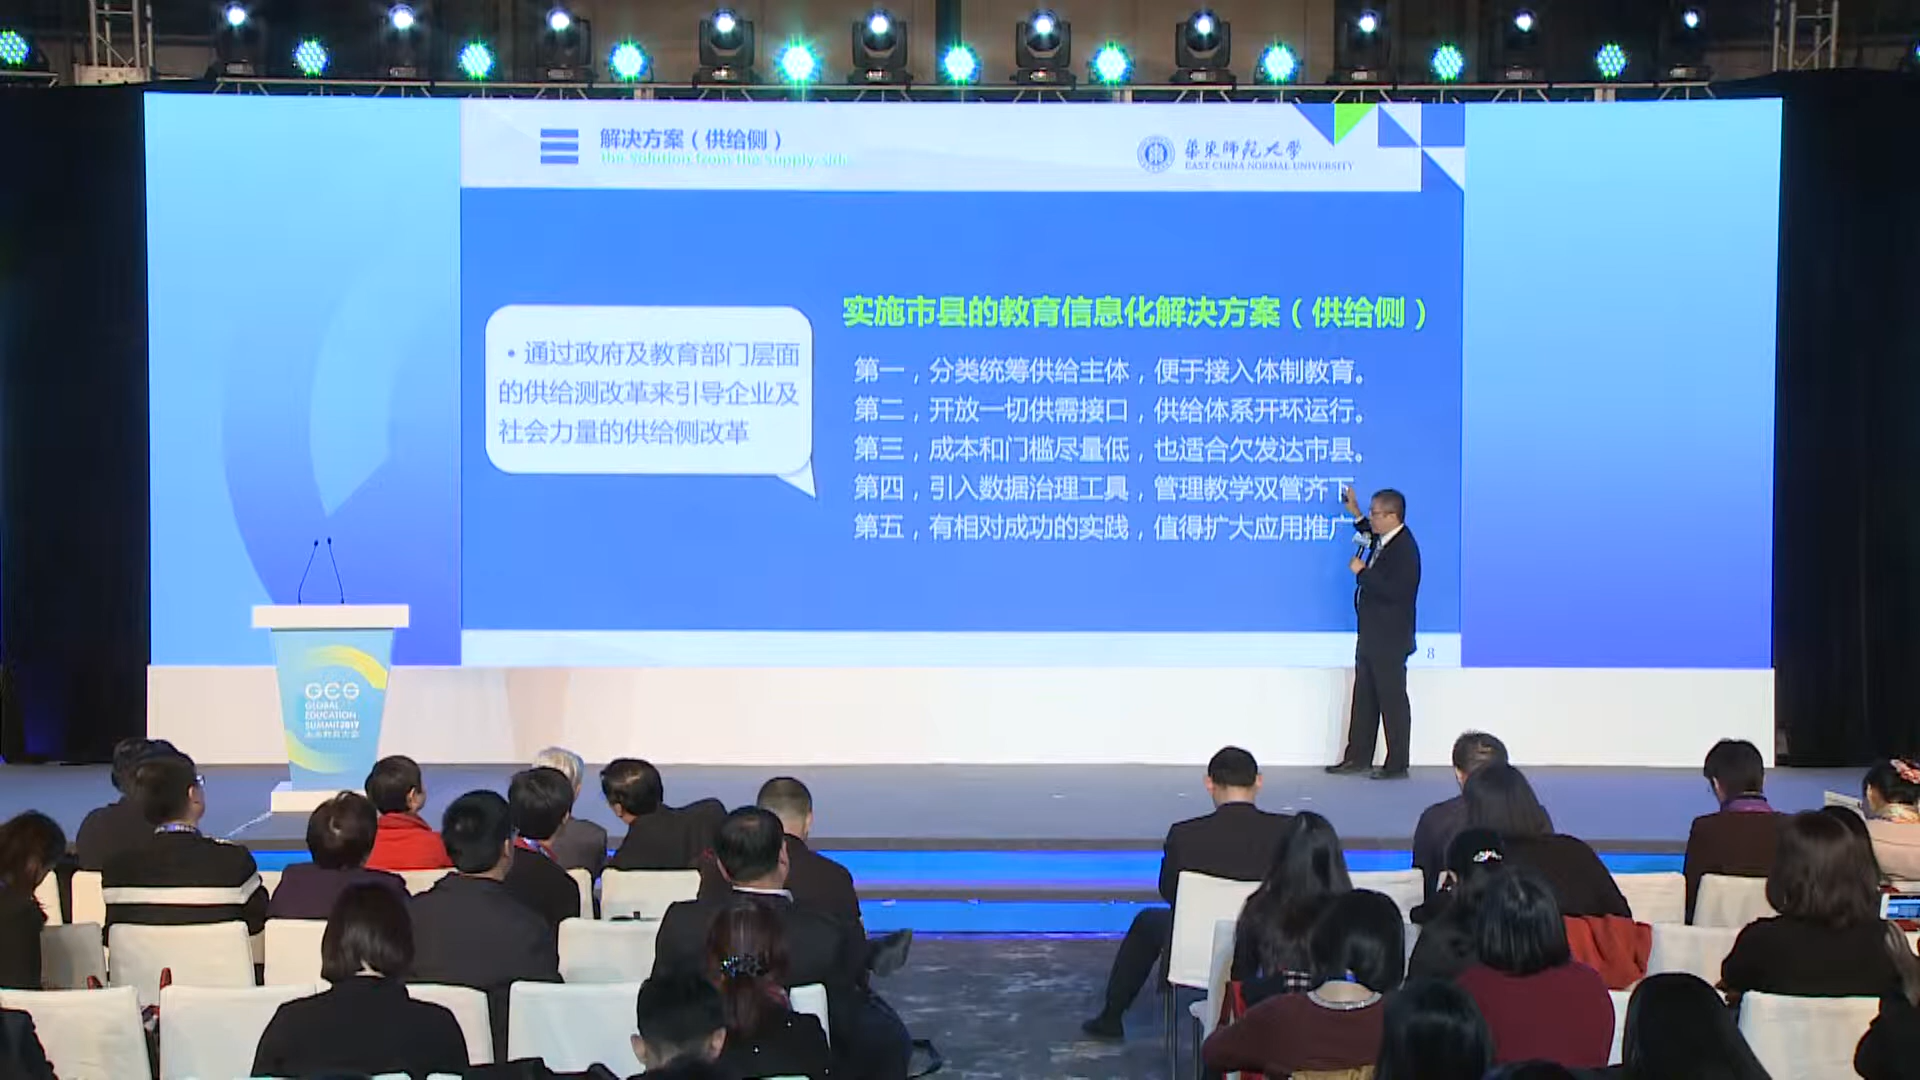 解决方案（供给侧）
the Solution from the Supply-side
華東師範大學
EAST CHINA NORMAL UNIVERSITY
•通过政府及教育部门层面
的供给测改革来引导企业及
社会力量的供给侧改革
实施市县的教育信息化解决方案（供给侧）
第一，分类统筹供给主体，便于接入体制教育。
第二，开放一切供需接口，供给体系开环运行。
第三，成本和门槛尽量低，也适合欠发达市县。
第四，引入数据治理工具，管理教学双管齐下
第五，有相对成功的实践，值得扩大应用推广
8
GES
GLOBAL
EDUCATION
SUMMIT2019
未来教育大会